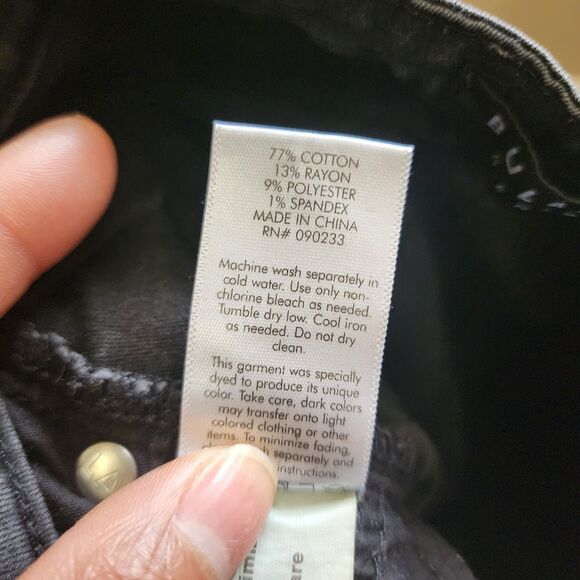 77% COTTON
13% RAYON
9% POLYESTER
1% SPANDEX
MADE IN CHINA
RN# 090233
Machine wash separately in
cold water. Use only non-
chlorine bleach as needed.
Tumble dry low. Cool iron
as needed. Do not dry
clean.
This garment was specially
dyed to produce its unique
color. Take care, dark colors
may transfer onto light
colored clothing or other
items. To minimize fading,
separately and
instructions.
LA